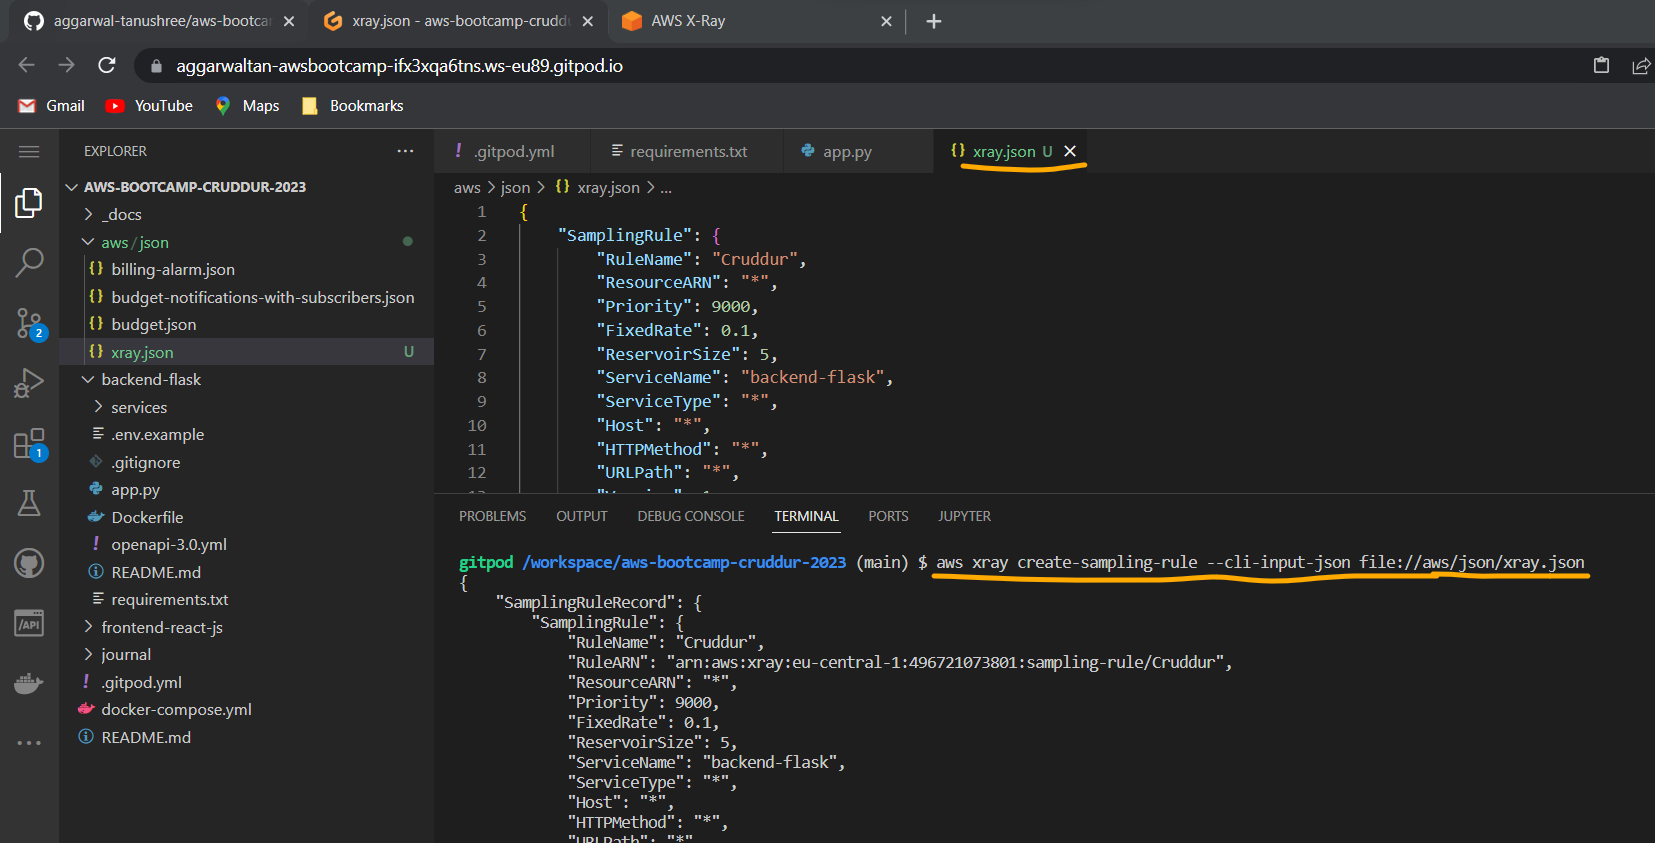 aggarwal-tanushree/aws-bootca
xray.json - aws-bootcamp-crudd
AWS X-Ray
aggarwaltan-awsbootcamp-ifx3xqa6tns.ws-eu89.gitpod.io
Gmail
YouTube
Maps
Bookmarks
EXPLORER
AWS-BOOTCAMP-CRUDDUR-2023
_docs
aws/json
{} billing-alarm.json
{} budget-notifications-with-subscribers.json
{} budget.json
{} xray.json U
backend-flask
services
.env.example
.gitignore
app.py
Dockerfile
! openapi-3.0.yml
README.md
requirements.txt
frontend-react-js
journal
! .gitpod.yml
docker-compose.yml
README.md
2
1
/API
! .gitpod.yml
requirements.txt
app.py
{} xray.json U
aws > json > {} xray.json > ...
1 {
2 "SamplingRule": {
3 "RuleName": "Cruddur",
4 "ResourceARN": "*",
5 "Priority": 9000,
6 "FixedRate": 0.1,
7 "ReservoirSize": 5,
8 "ServiceName": "backend-flask",
9 "ServiceType": "*",
10 "Host": "*",
11 "HTTPMethod": "*",
12 "URLPath": "*",
PROBLEMS OUTPUT DEBUG CONSOLE TERMINAL PORTS JUPYTER
gitpod /workspace/aws-bootcamp-cruddur-2023 (main) $ aws xray create-sampling-rule --cli-input-json file://aws/json/xray.json
{
"SamplingRuleRecord": {
"SamplingRule": {
"RuleName": "Cruddur",
"RuleARN": "arn:aws:xray:eu-central-1:496721073801:sampling-rule/Cruddur",
"ResourceARN": "*",
"Priority": 9000,
"FixedRate": 0.1,
"ReservoirSize": 5,
"ServiceName": "backend-flask",
"ServiceType": "*",
"Host": "*",
"HTTPMethod": "*",
"URLPath": "*"